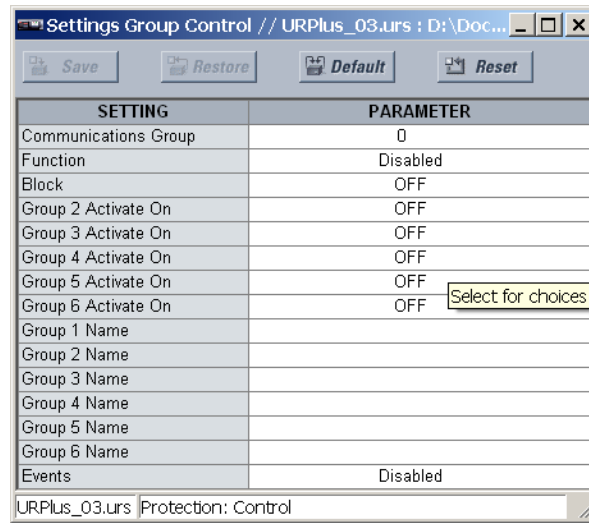 Settings Group Control // URPlus_03.urs : D:\Doc...
Save Restore Default Reset
SETTING PARAMETER
Communications Group 0
Function Disabled
Block OFF
Group 2 Activate On OFF
Group 3 Activate On OFF
Group 4 Activate On OFF
Group 5 Activate On OFF
Group 6 Activate On OFF
Select for choices
Group 1 Name
Group 2 Name
Group 3 Name
Group 4 Name
Group 5 Name
Group 6 Name
Events Disabled
URPlus_03.urs Protection: Control